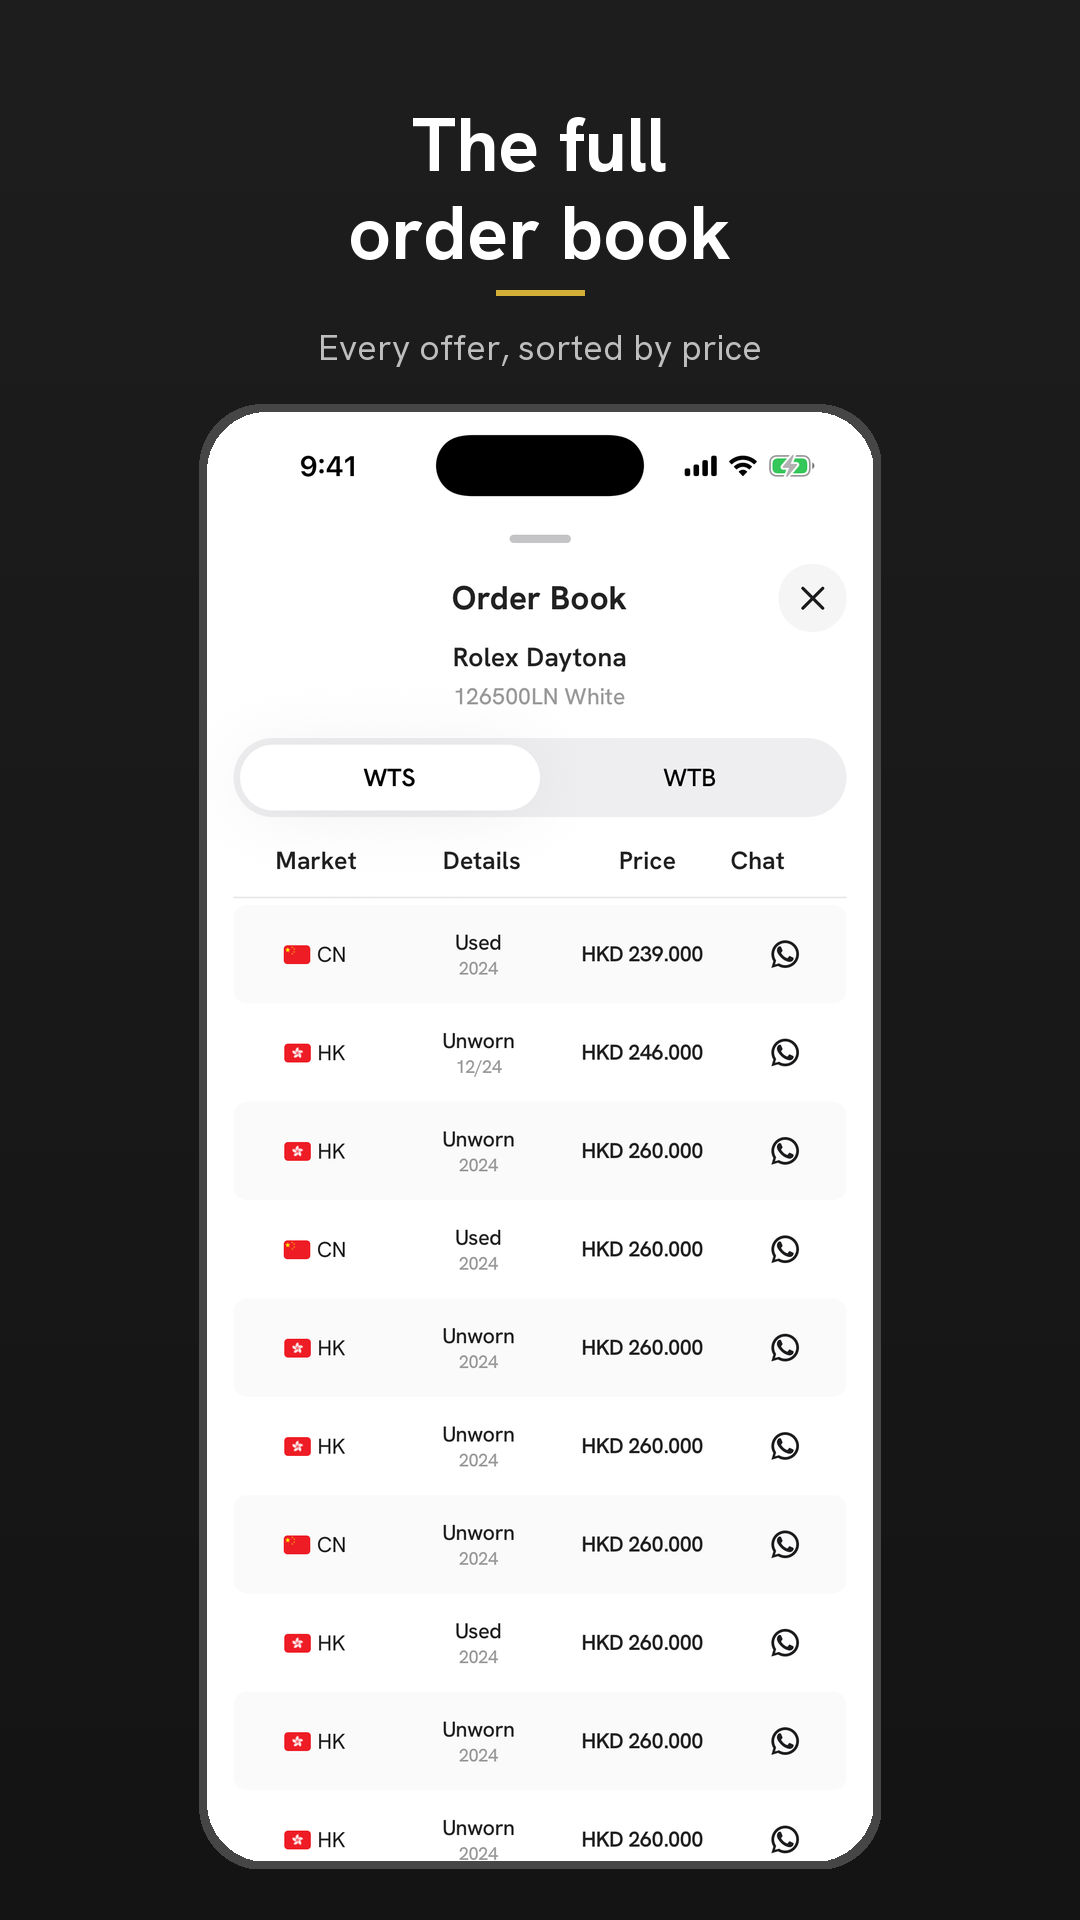 The full
order book
Every offer, sorted by price
9:41
Order Book
Rolex Daytona
126500LN White
WTS WTB
Market Details Price Chat
CN Used 2024 HKD 239.000
HK Unworn 12/24 HKD 246.000
HK Unworn 2024 HKD 260.000
CN Used 2024 HKD 260.000
HK Unworn 2024 HKD 260.000
HK Unworn 2024 HKD 260.000
CN Unworn 2024 HKD 260.000
HK Used 2024 HKD 260.000
HK Unworn 2024 HKD 260.000
HK Unworn 2024 HKD 260.000